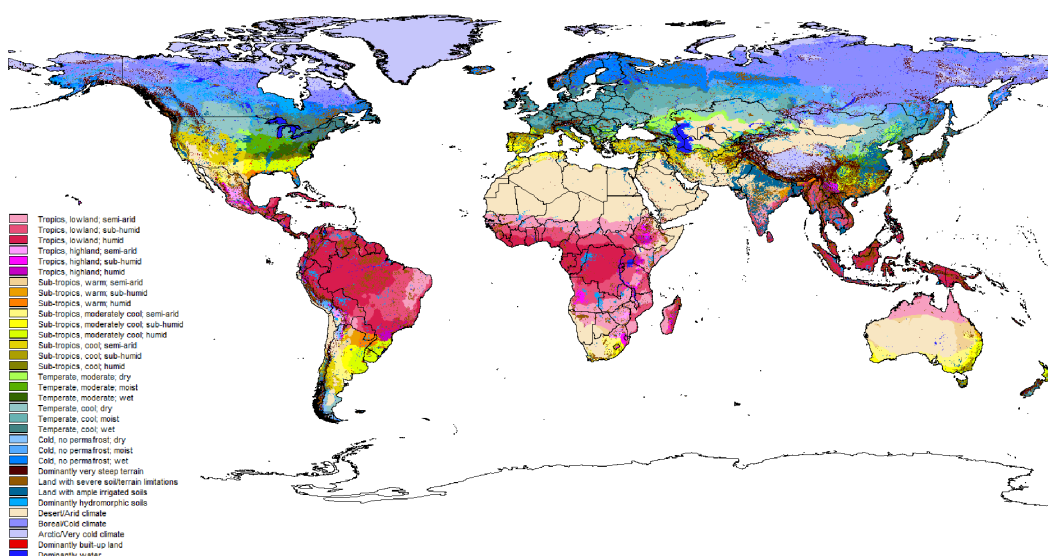 Tropics, lowland; semi-arid
Tropics, lowland; sub-humid
Tropics, lowland; humid
Tropics, highland; semi-arid
Tropics, highland; sub-humid
Tropics, highland; humid
Sub-tropics, warm; semi-arid
Sub-tropics, warm; sub-humid
Sub-tropics, warm; humid
Sub-tropics, moderately cool; semi-arid
Sub-tropics, moderately cool; sub-humid
Sub-tropics, moderately cool; humid
Sub-tropics, cool; semi-arid
Sub-tropics, cool; sub-humid
Sub-tropics, cool; humid
Temperate, moderate; dry
Temperate, moderate; moist
Temperate, moderate; wet
Temperate, cool; dry
Temperate, cool; moist
Temperate, cool; wet
Cold, no permafrost; dry
Cold, no permafrost; moist
Cold, no permafrost; wet
Dominantly very steep terrain
Land with severe soil/terrain limitations
Land with ample irrigated soils
Dominantly hydromorphic soils
Desert/Arid climate
Boreal/Cold climate
Arctic/Very cold climate
Dominantly built-up land
Dominantly water